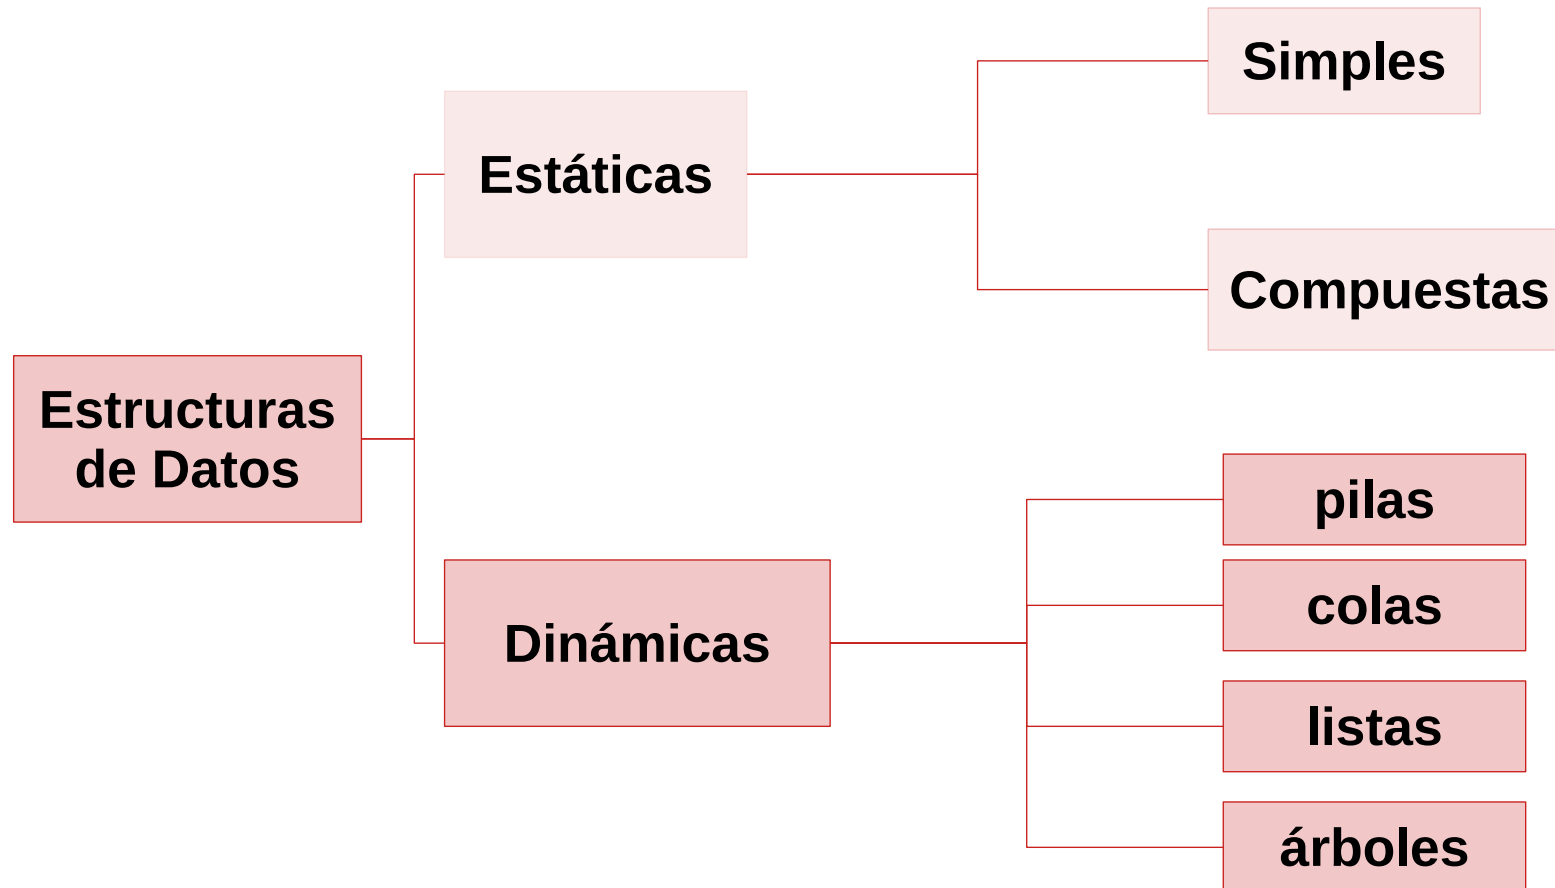 Simples
Estáticas
Compuestas
Estructuras
de Datos
pilas
colas
Dinámicas
listas
árboles